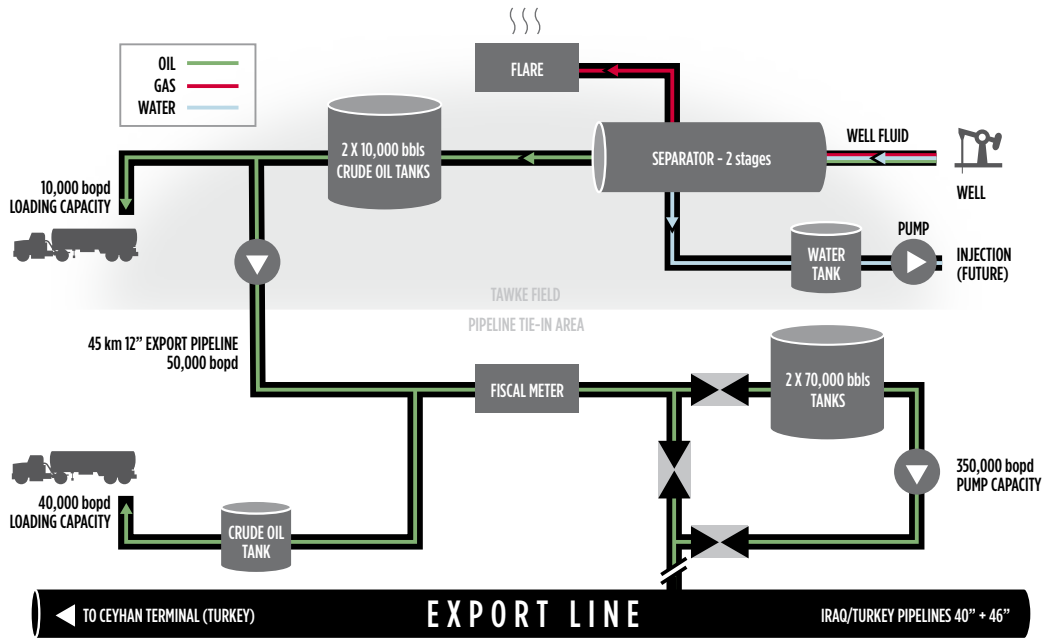 FLARE
OIL
GAS
WATER
2 X 10,000 bbls
CRUDE OIL TANKS
SEPARATOR - 2 stages
WELL FLUID
WELL
10,000 bopd
LOADING CAPACITY
PUMP
WATER
TANK
INJECTION
(FUTURE)
TAWKE FIELD
PIPELINE TIE-IN AREA
45 km 12” EXPORT PIPELINE
50,000 bopd
FISCAL METER
2 X 70,000 bbls
TANKS
350,000 bopd
PUMP CAPACITY
40,000 bopd
LOADING CAPACITY
CRUDE OIL
TANK
TO CEYHAN TERMINAL (TURKEY)
EXPORT LINE
IRAQ/TURKEY PIPELINES 40” + 46”